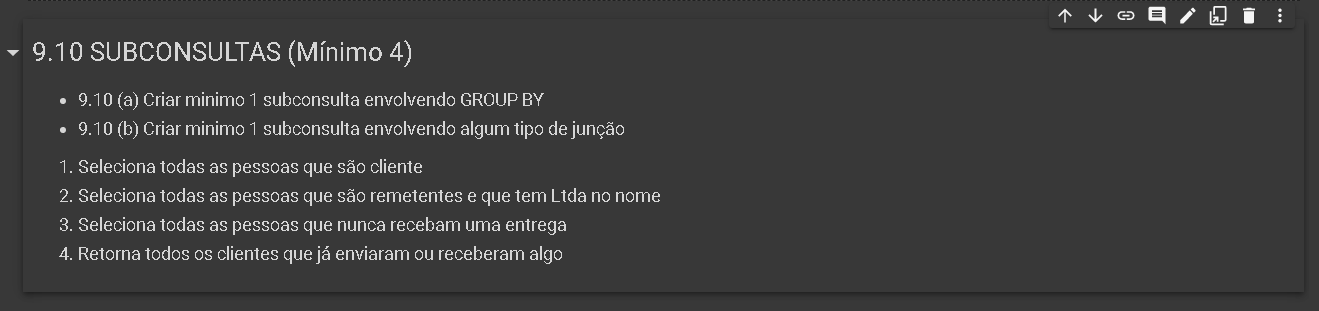 9.10 SUBCONSULTAS (Mínimo 4)
• 9.10 (a) Criar minimo 1 subconsulta envolvendo GROUP BY
• 9.10 (b) Criar minimo 1 subconsulta envolvendo algum tipo de junção
1. Seleciona todas as pessoas que são cliente
2. Seleciona todas as pessoas que são remetentes e que tem Ltda no nome
3. Seleciona todas as pessoas que nunca recebam uma entrega
4. Retorna todos os clientes que já enviaram ou receberam algo